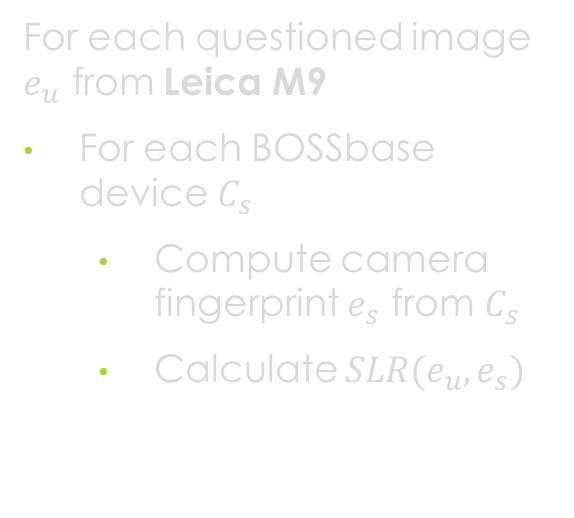 For each questioned image
e_u from Leica M9
• For each BOSSbase
device C_s
• Compute camera
fingerprint e_s from C_s
• Calculate SLR(e_u, e_s)